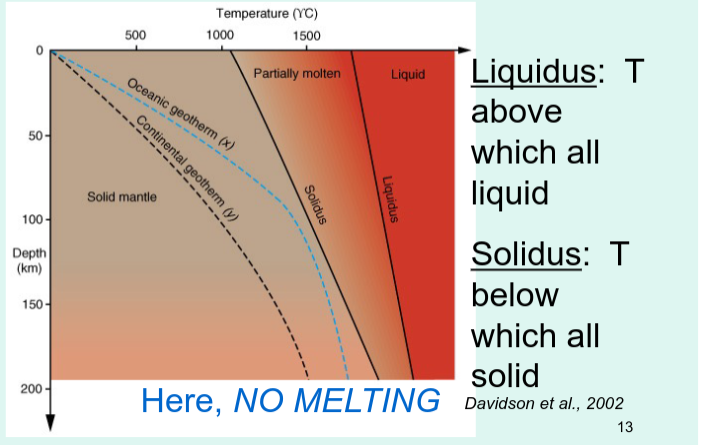 Temperature (ϒC)
500 1000 1500
0
Partially molten
Liquid
Oceanic geotherm (x)
Continental geotherm (y)
50
Solid mantle
Solidus
Liquidus
100
Depth
(km)
150
200
Here, NO MELTING
Liquidus: T
above
which all
liquid
Solidus: T
below
which all
solid
Davidson et al., 2002
13